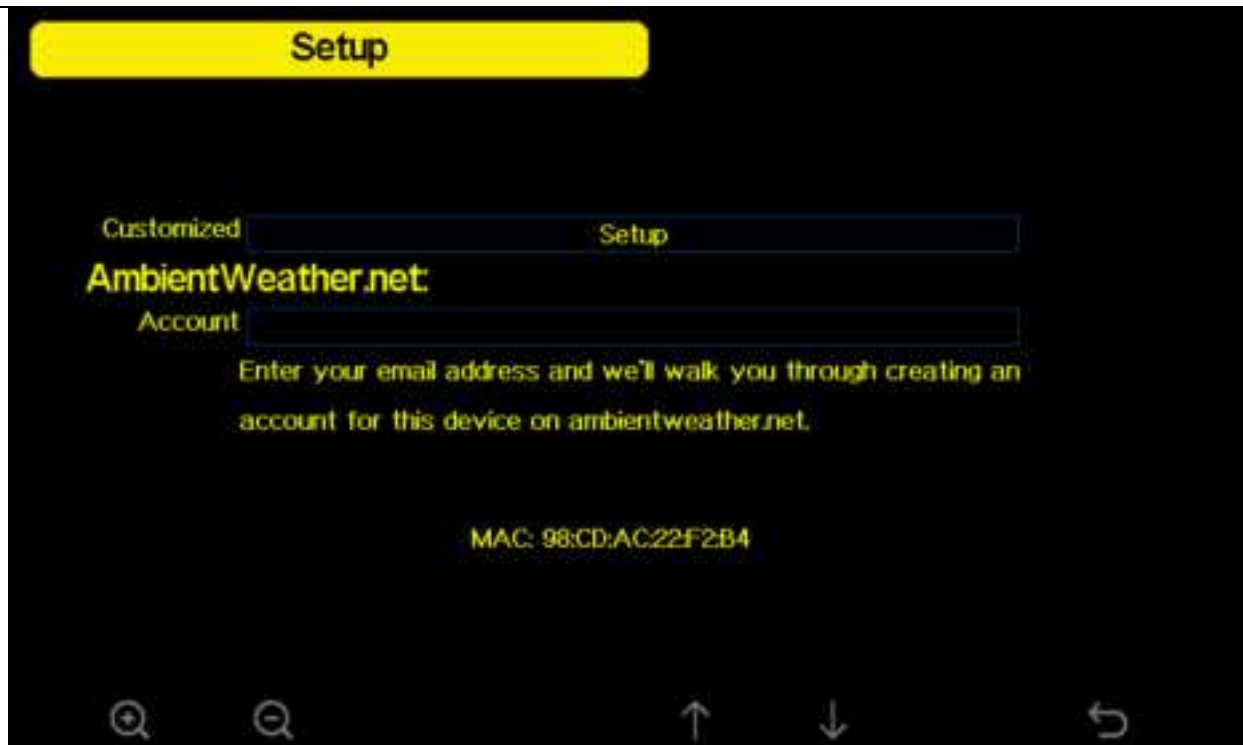 Setup
Customized Setup
AmbientWeather.net:
Account
Enter your email address and we'll walk you through creating an
account for this device on ambientweather.net.
MAC: 98:CD:AC:22:F2:B4